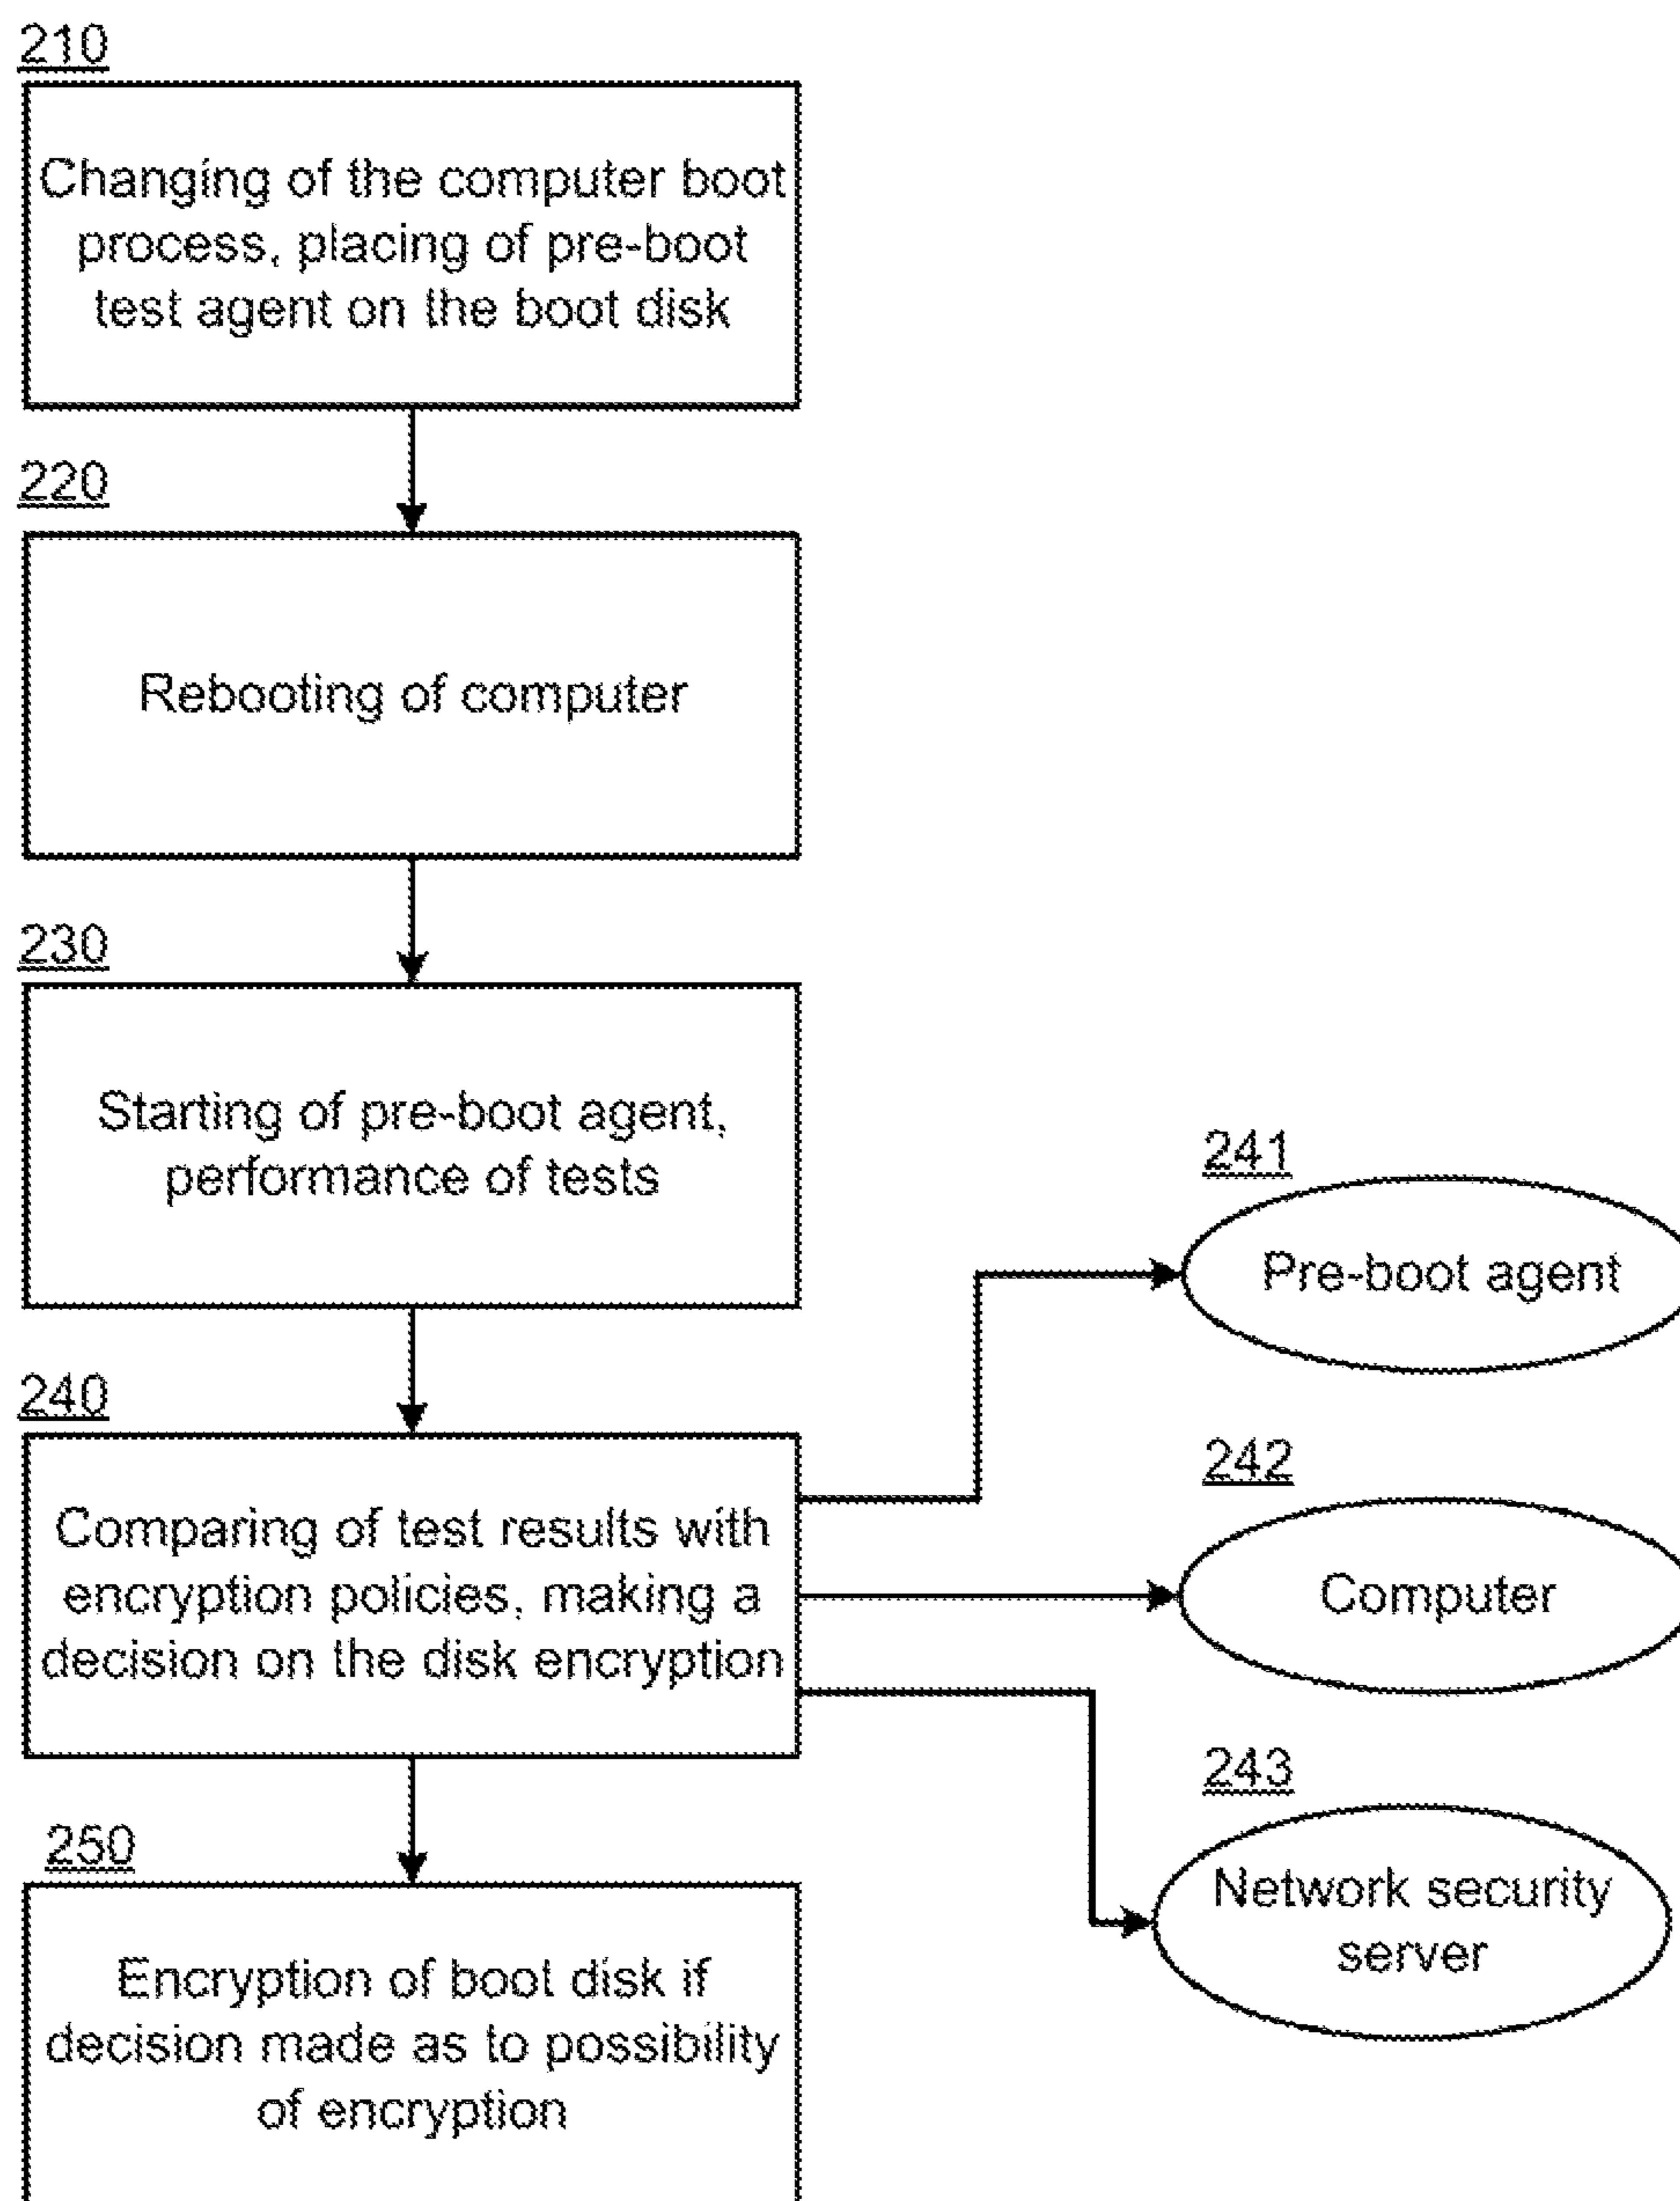 210
Changing of the computer boot
process, placing of pre-boot
test agent on the boot disk
220
Rebooting of computer
230
Starting of pre-boot agent,
performance of tests
240
Comparing of test results with
encryption policies, making a
decision on the disk encryption
241
Pre-boot agent
242
Computer
243
Network security
server
250
Encryption of boot disk if
decision made as to possibility
of encryption